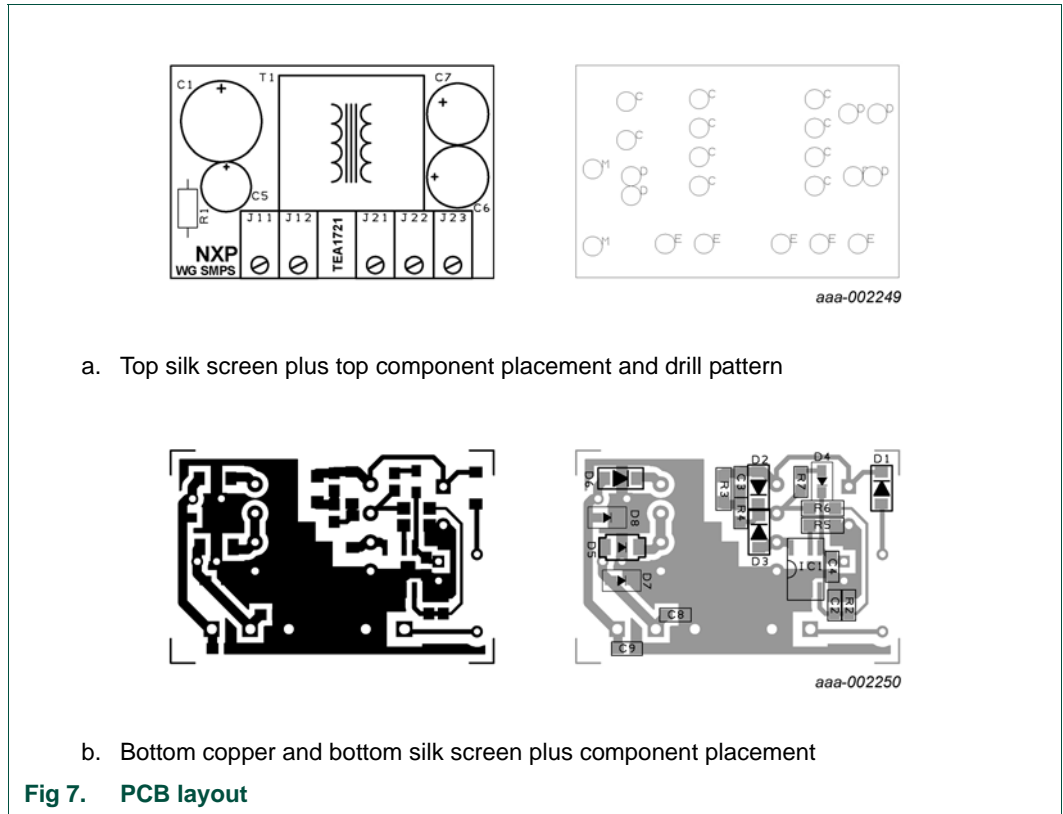 C1
T1
C7
C5
C6
R1
J11 J12 TEA1721 J21 J22 J23
NXP
WG SMPS
C C C D D
C C
M C C D D D
D C C
M E E E E E
aaa-002249
a. Top silk screen plus top component placement and drill pattern
D6 R3 C3 D2 R7 D4 D1
D8 R4 R6
R5
D5 D3 IC1 C4
D7
C8 C2 R2
C9
aaa-002250
b. Bottom copper and bottom silk screen plus component placement
Fig 7. PCB layout